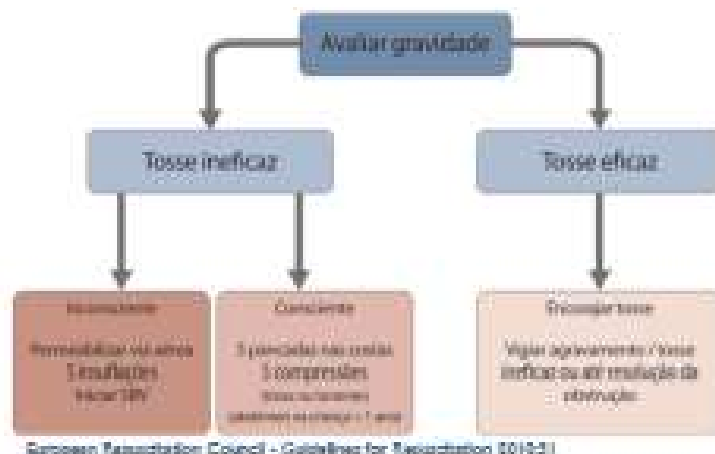 Avaliar gravidade
Tosse ineficaz
Tosse eficaz
Inconsciente
Permeabilizar via aérea
5 insuflações
Iniciar SBV
Consciente
5 pancadas nas costas
5 compressões
Encorajar tosse
Vigiar agravamento / tosse
ineficaz ou até resolução da
obstrução
European Resuscitation Council - Guidelines for Resuscitation 2010